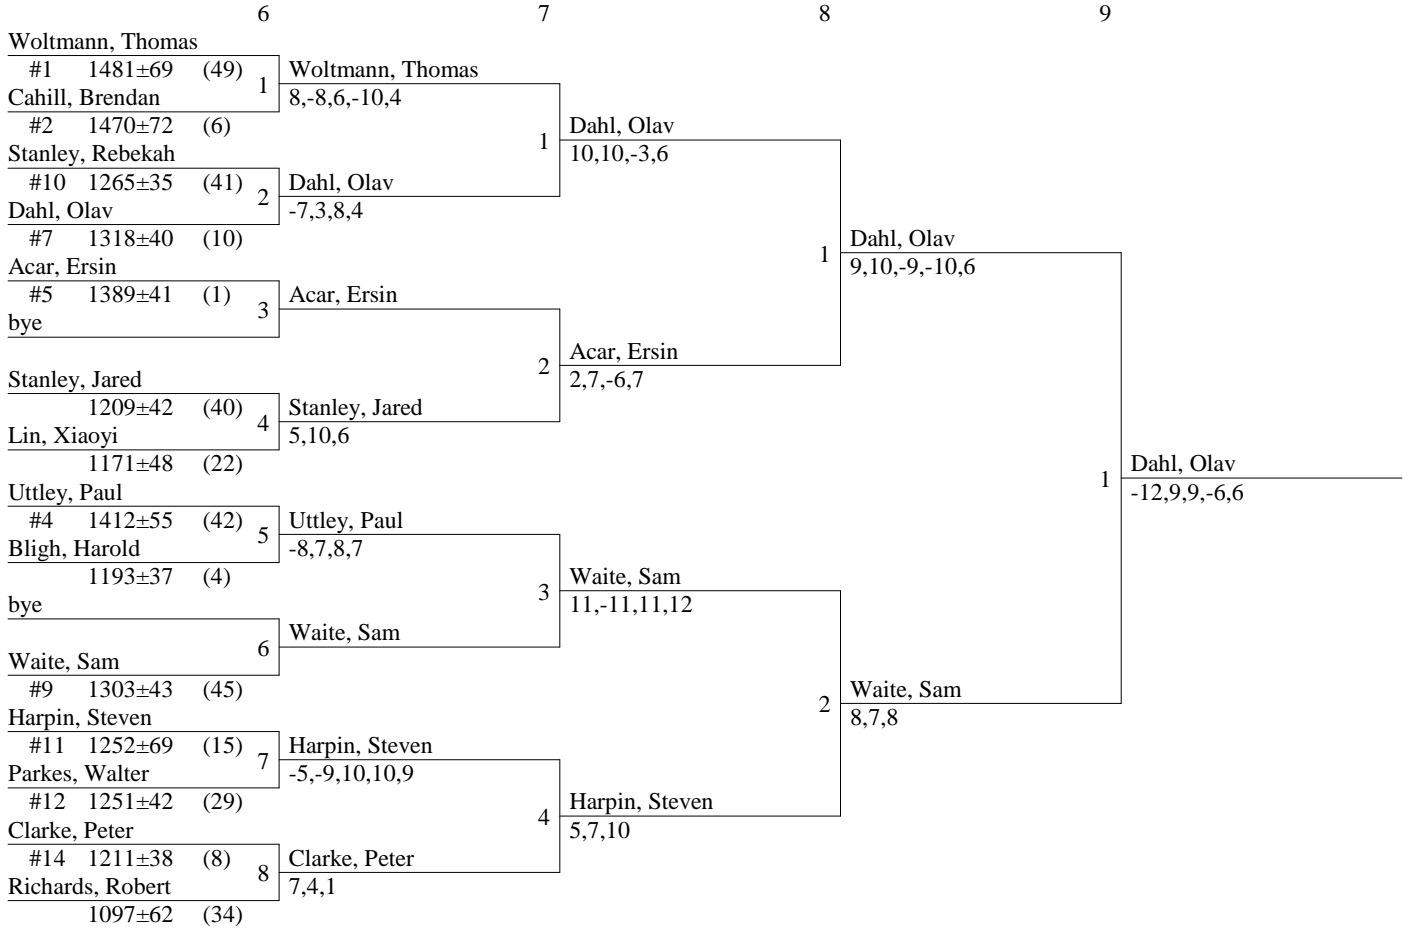 6 7 8 9
Woltmann, Thomas
#1 1481±69 (49)
Cahill, Brendan
#2 1470±72 (6)
Stanley, Rebekah
#10 1265±35 (41)
Dahl, Olav
#7 1318±40 (10)
Acar, Ersin
#5 1389±41 (1)
bye
Stanley, Jared
1209±42 (40)
Lin, Xiaoyi
1171±48 (22)
Uttley, Paul
#4 1412±55 (42)
Bligh, Harold
1193±37 (4)
bye
Waite, Sam
#9 1303±43 (45)
Harpin, Steven
#11 1252±69 (15)
Parkes, Walter
#12 1251±42 (29)
Clarke, Peter
#14 1211±38 (8)
Richards, Robert
1097±62 (34)
1 Woltmann, Thomas
8,-8,6,-10,4
2 Dahl, Olav
-7,3,8,4
3 Acar, Ersin
4 Stanley, Jared
5,10,6
5 Uttley, Paul
-8,7,8,7
6 Waite, Sam
7 Harpin, Steven
-5,-9,10,10,9
8 Clarke, Peter
7,4,1
1 Dahl, Olav
10,10,-3,6
2 Acar, Ersin
2,7,-6,7
3 Waite, Sam
11,-11,11,12
4 Harpin, Steven
5,7,10
1 Dahl, Olav
9,10,-9,-10,6
2 Waite, Sam
8,7,8
1 Dahl, Olav
-12,9,9,-6,6